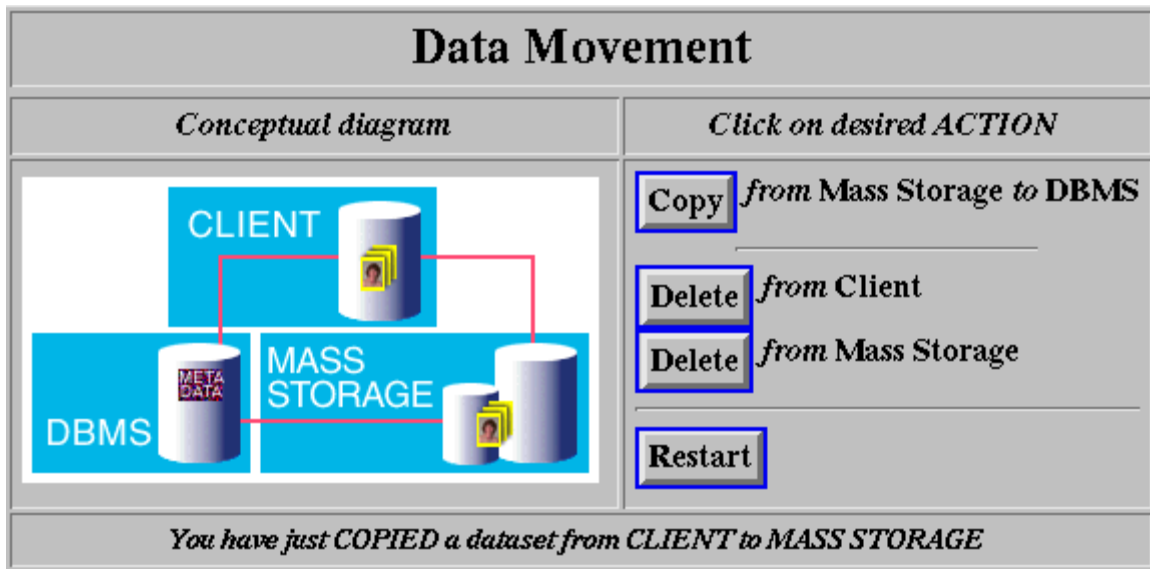 Data Movement
Conceptual diagram
Click on desired ACTION
CLIENT
META
DATA
DBMS
MASS
STORAGE
Copy from Mass Storage to DBMS
Delete from Client
Delete from Mass Storage
Restart
You have just COPIED a dataset from CLIENT to MASS STORAGE